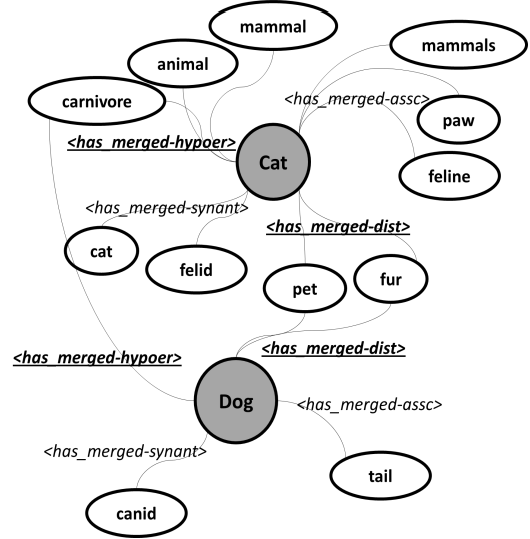 mammal
mammals
animal
carnivore
<has_merged-assc>
paw
<has_merged-hypoer>
Cat
feline
<has_merged-synant>
<has_merged-dist>
cat
felid
pet
fur
<has_merged-hypoer>
<has_merged-dist>
Dog
<has_merged-assc>
<has_merged-synant>
tail
canid